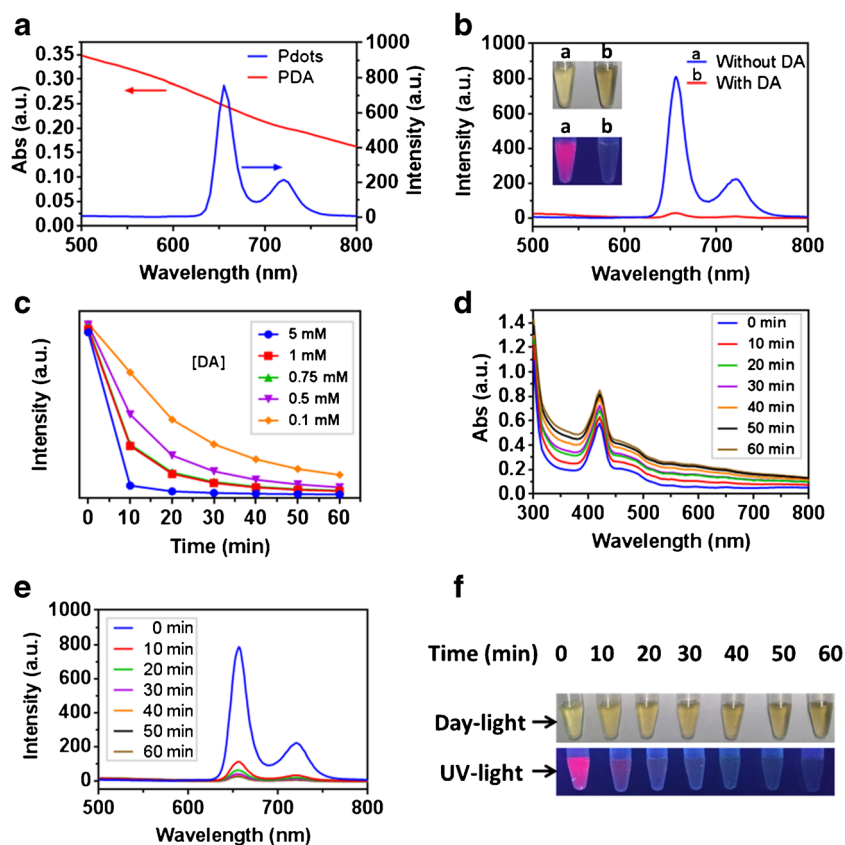 a
Pdots
PDA
Abs (a.u.)
0.35
0.30
0.25
0.20
0.15
0.10
0.05
0.00
1000
800
600
400
200
0
Intensity (a.u.)
500 600 700 800
Wavelength (nm)
b
a Without DA
b With DA
a b
a b
Intensity (a.u.)
1000
800
600
400
200
0
500 600 700 800
Wavelength (nm)
c
[DA]
5 mM
1 mM
0.75 mM
0.5 mM
0.1 mM
Intensity (a.u.)
0 10 20 30 40 50 60
Time (min)
d
0 min
10 min
20 min
30 min
40 min
50 min
60 min
Abs (a.u.)
1.4
1.2
1.0
0.8
0.6
0.4
0.2
0.0
300 400 500 600 700 800
Wavelength (nm)
e
0 min
10 min
20 min
30 min
40 min
50 min
60 min
Intensity (a.u.)
1000
800
600
400
200
0
500 600 700 800
Wavelength (nm)
f
Time (min) 0 10 20 30 40 50 60
Day-light
UV-light